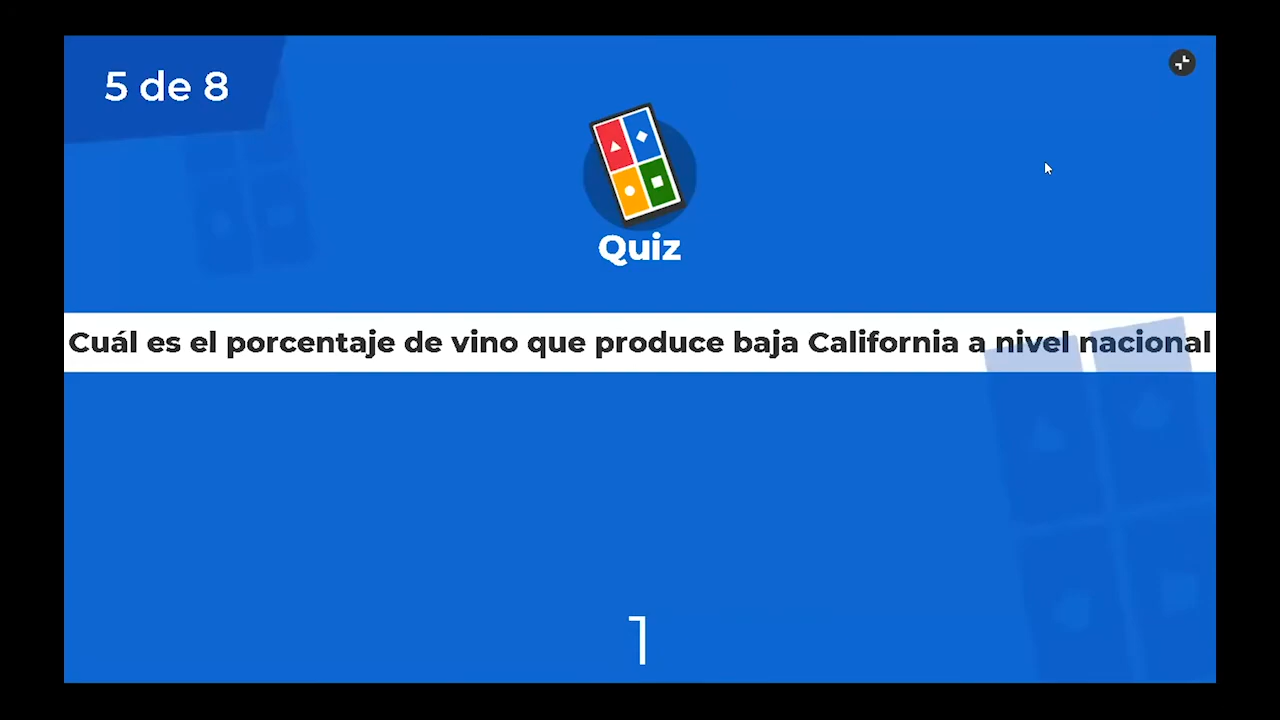 5 de 8
Quiz
Cuál es el porcentaje de vino que produce baja California a nivel nacional
1